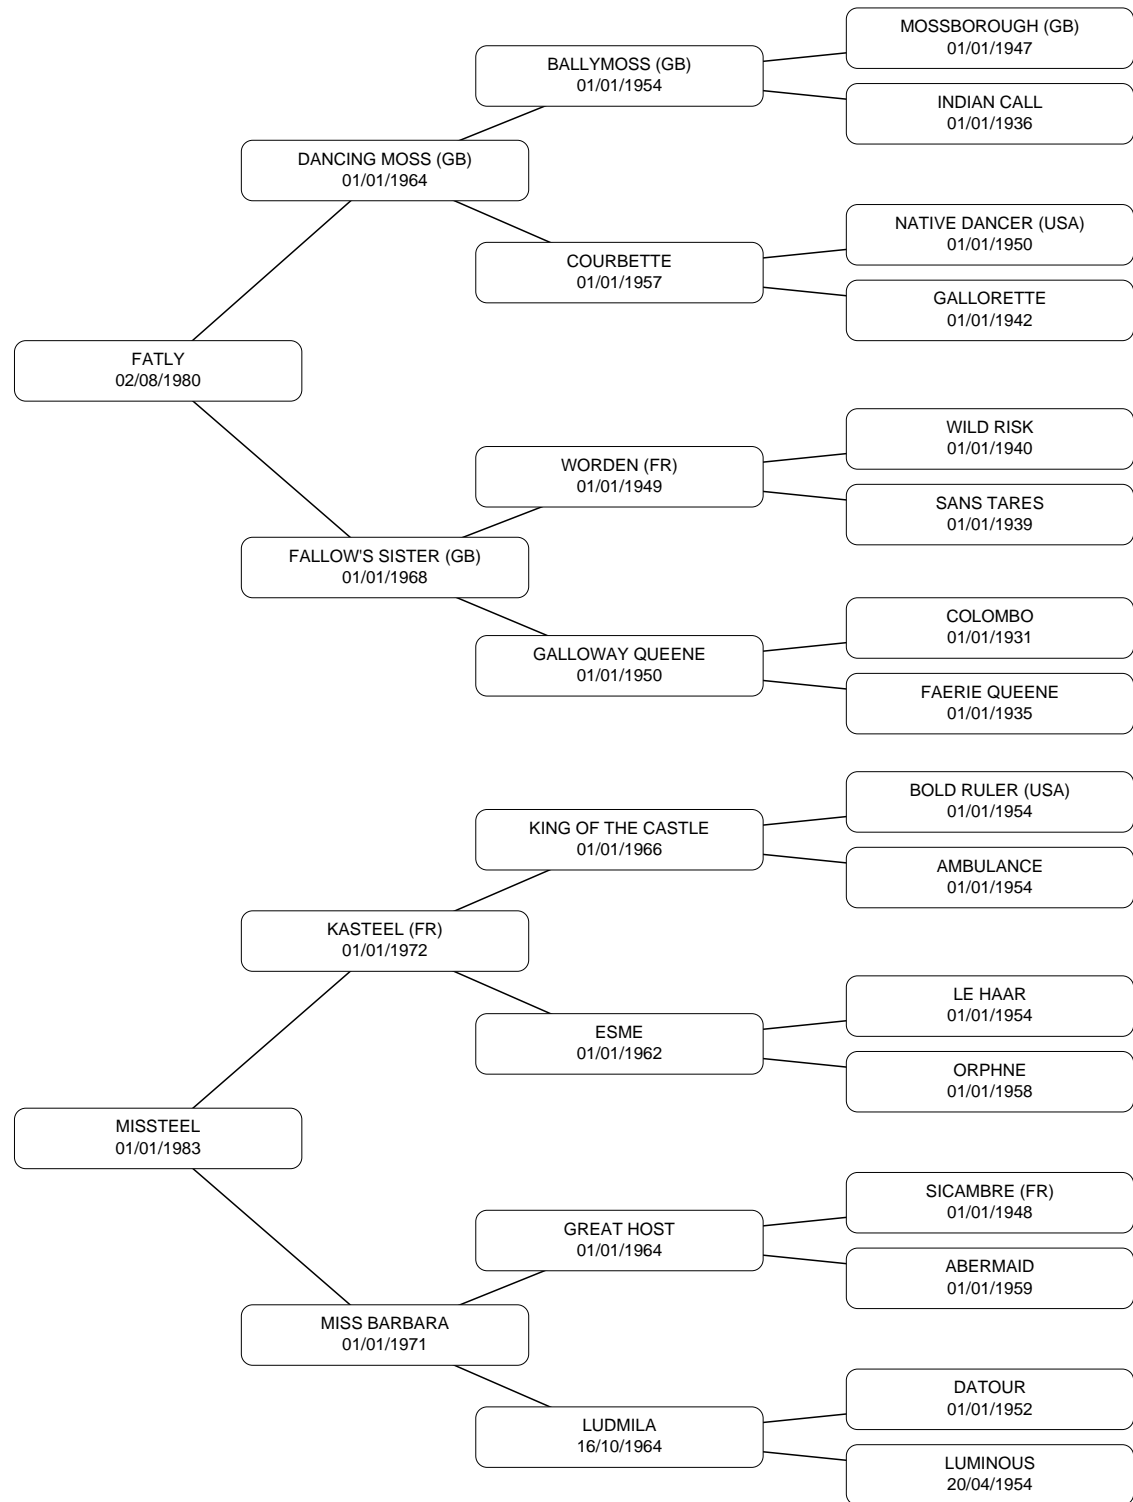 MOSSBOROUGH (GB)
01/01/1947
BALLYMOSS (GB)
01/01/1954
INDIAN CALL
01/01/1936
DANCING MOSS (GB)
01/01/1964
NATIVE DANCER (USA)
01/01/1950
COURBETTE
01/01/1957
GALLORETTE
01/01/1942
FATLY
02/08/1980
WILD RISK
01/01/1940
WORDEN (FR)
01/01/1949
SANS TARES
01/01/1939
FALLOW'S SISTER (GB)
01/01/1968
COLOMBO
01/01/1931
GALLOWAY QUEENE
01/01/1950
FAERIE QUEENE
01/01/1935
BOLD RULER (USA)
01/01/1954
KING OF THE CASTLE
01/01/1966
AMBULANCE
01/01/1954
KASTEEL (FR)
01/01/1972
LE HAAR
01/01/1954
ESME
01/01/1962
ORPHNE
01/01/1958
MISSTEEL
01/01/1983
SICAMBRE (FR)
01/01/1948
GREAT HOST
01/01/1964
ABERMAID
01/01/1959
MISS BARBARA
01/01/1971
DATOUR
01/01/1952
LUDMILA
16/10/1964
LUMINOUS
20/04/1954